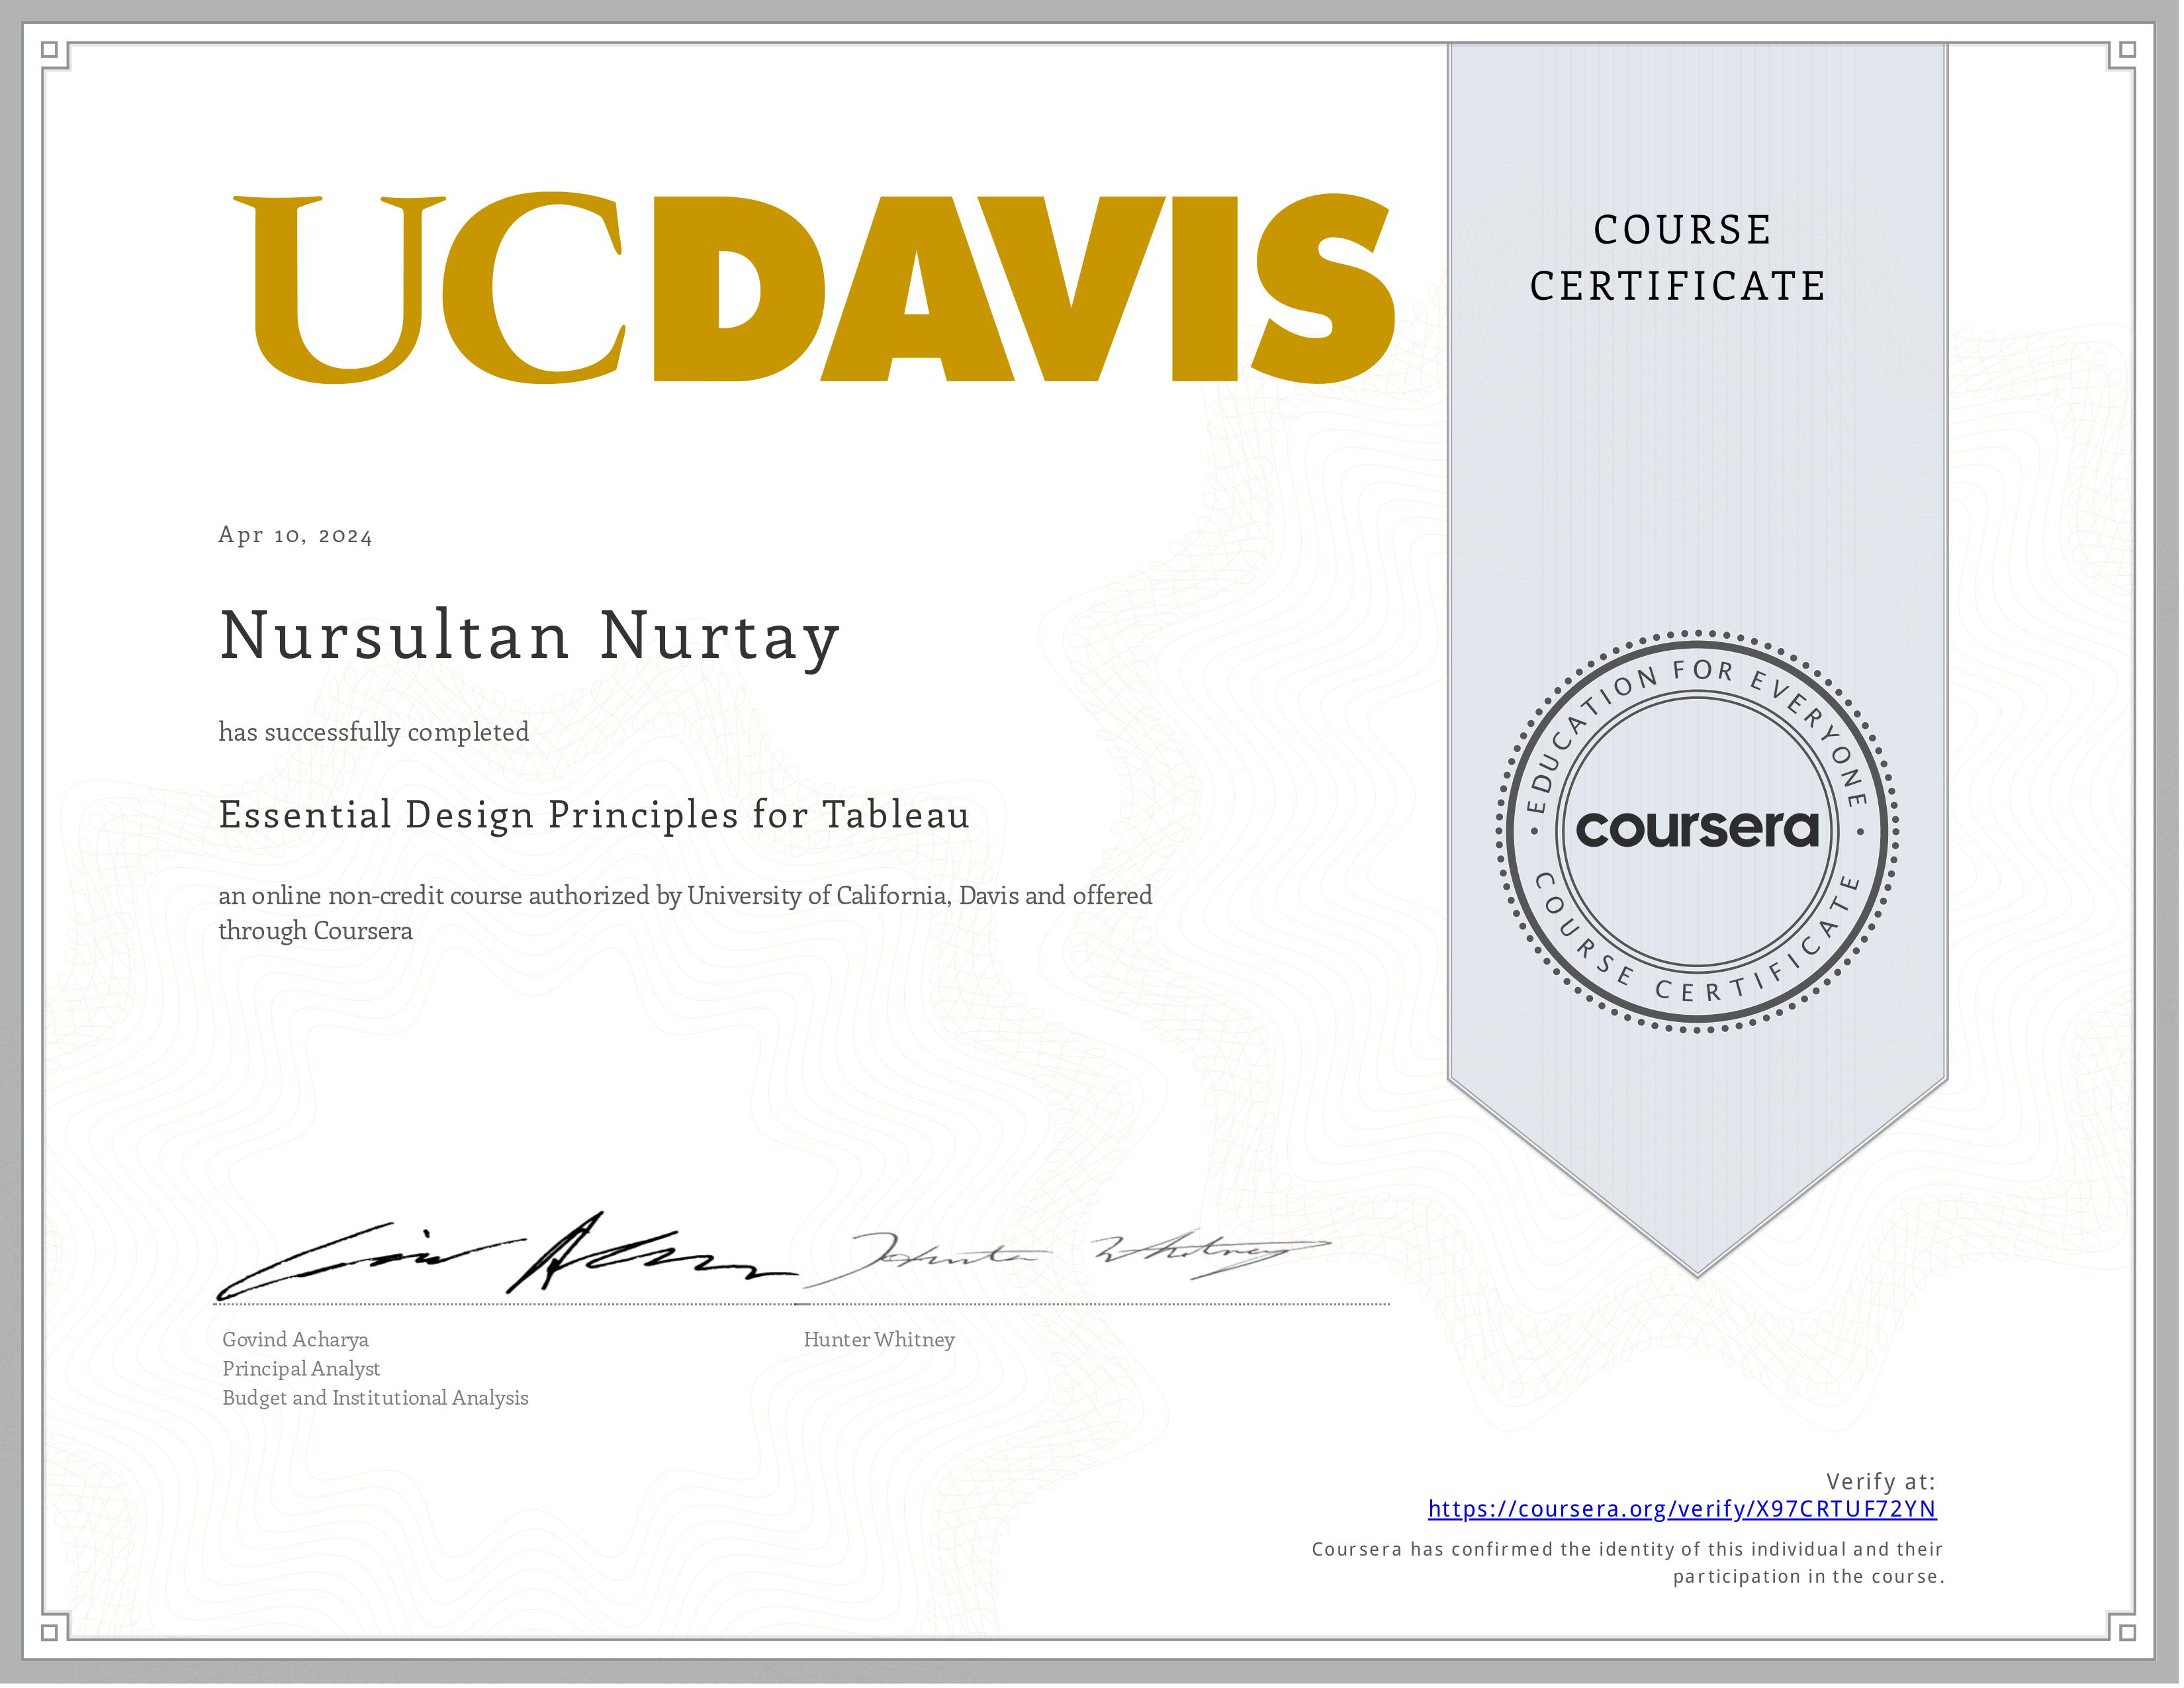 UCDAVIS
COURSE
CERTIFICATE
Apr 10, 2024
Nursultan Nurtay
has successfully completed
Essential Design Principles for Tableau
an online non-credit course authorized by University of California, Davis and offered
through Coursera
EDUCATION FOR EVERYONE
coursera
COURSE CERTIFICATE
Govind Acharya
Principal Analyst
Budget and Institutional Analysis
Hunter Whitney
Hunter Whitney
Verify at:
https://coursera.org/verify/X97CRTUF72YN
Coursera has confirmed the identity of this individual and their
participation in the course.